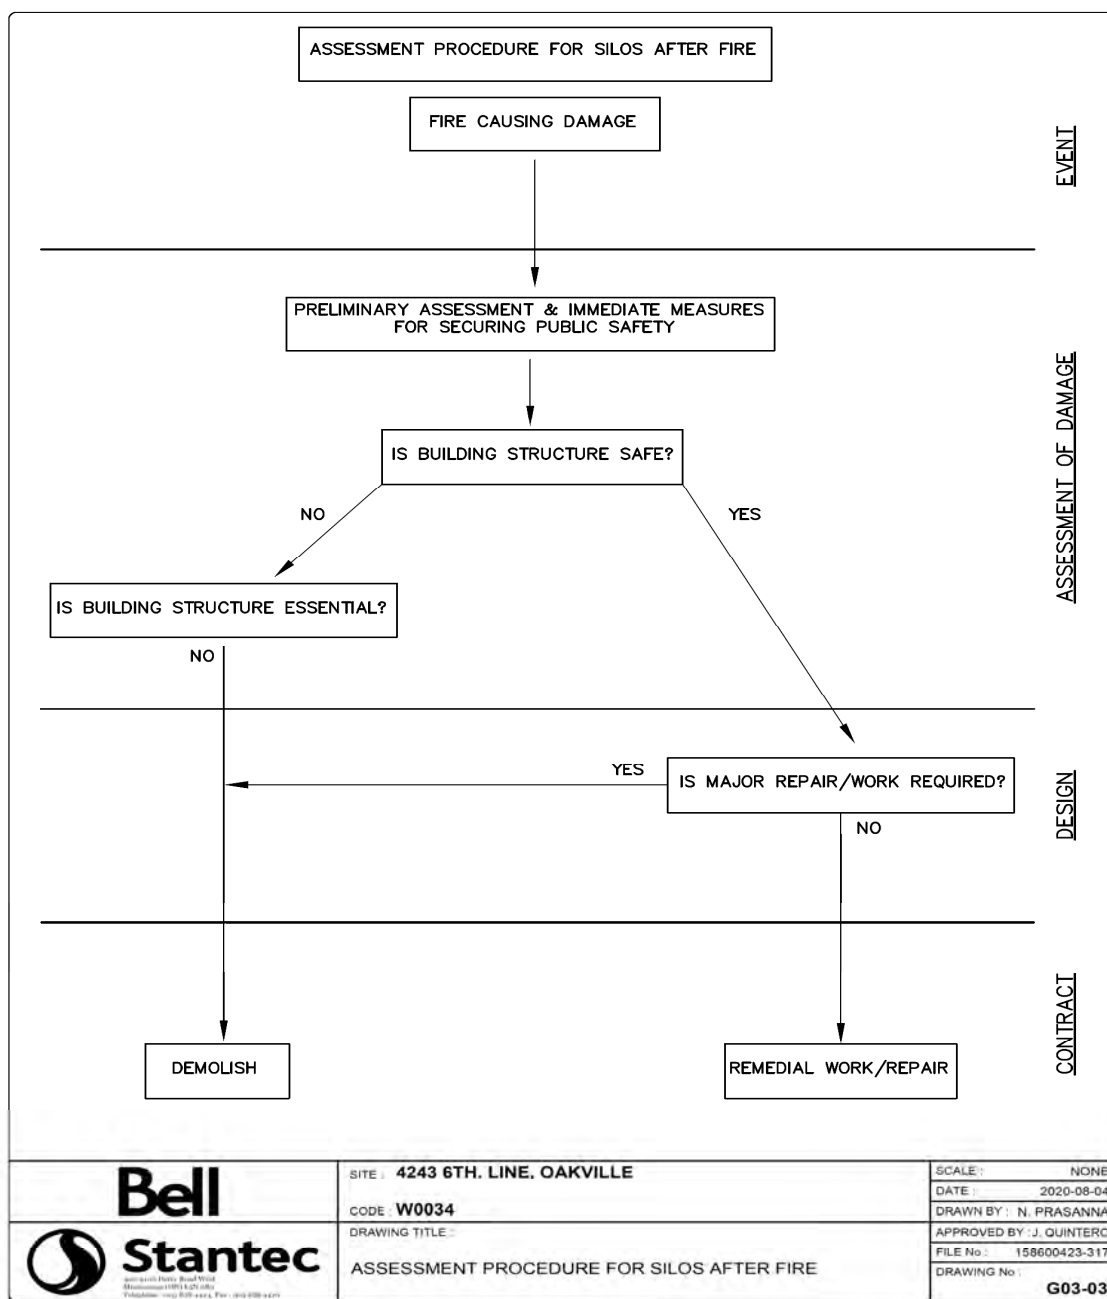 ASSESSMENT PROCEDURE FOR SILOS AFTER FIRE
FIRE CAUSING DAMAGE
EVENT
PRELIMINARY ASSESSMENT & IMMEDIATE MEASURES
FOR SECURING PUBLIC SAFETY
IS BUILDING STRUCTURE SAFE?
ASSESSMENT OF DAMAGE
NO
YES
IS BUILDING STRUCTURE ESSENTIAL?
NO
YES
IS MAJOR REPAIR/WORK REQUIRED?
DESIGN
NO
CONTRACT
DEMOLISH
REMEDIAL WORK/REPAIR
Bell
SITE : 4243 6TH. LINE, OAKVILLE
CODE : W0034
Stantec
DRAWING TITLE :
ASSESSMENT PROCEDURE FOR SILOS AFTER FIRE
SCALE : NONE
DATE : 2020-08-04
DRAWN BY : N. PRASANNA
APPROVED BY : J. QUINTERO
FILE No : 158600423-317
DRAWING No :
G03-03